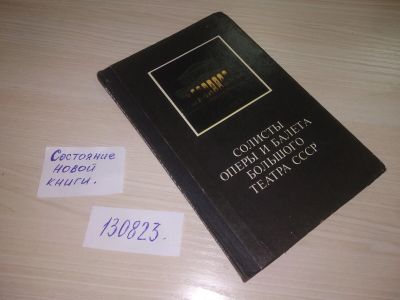 Состояние
новой
книги.
130823.
СОЛИСТЫ
ОПЕРЫ И БАЛЕТА
БОЛЬШОГО
ТЕАТРА СССР